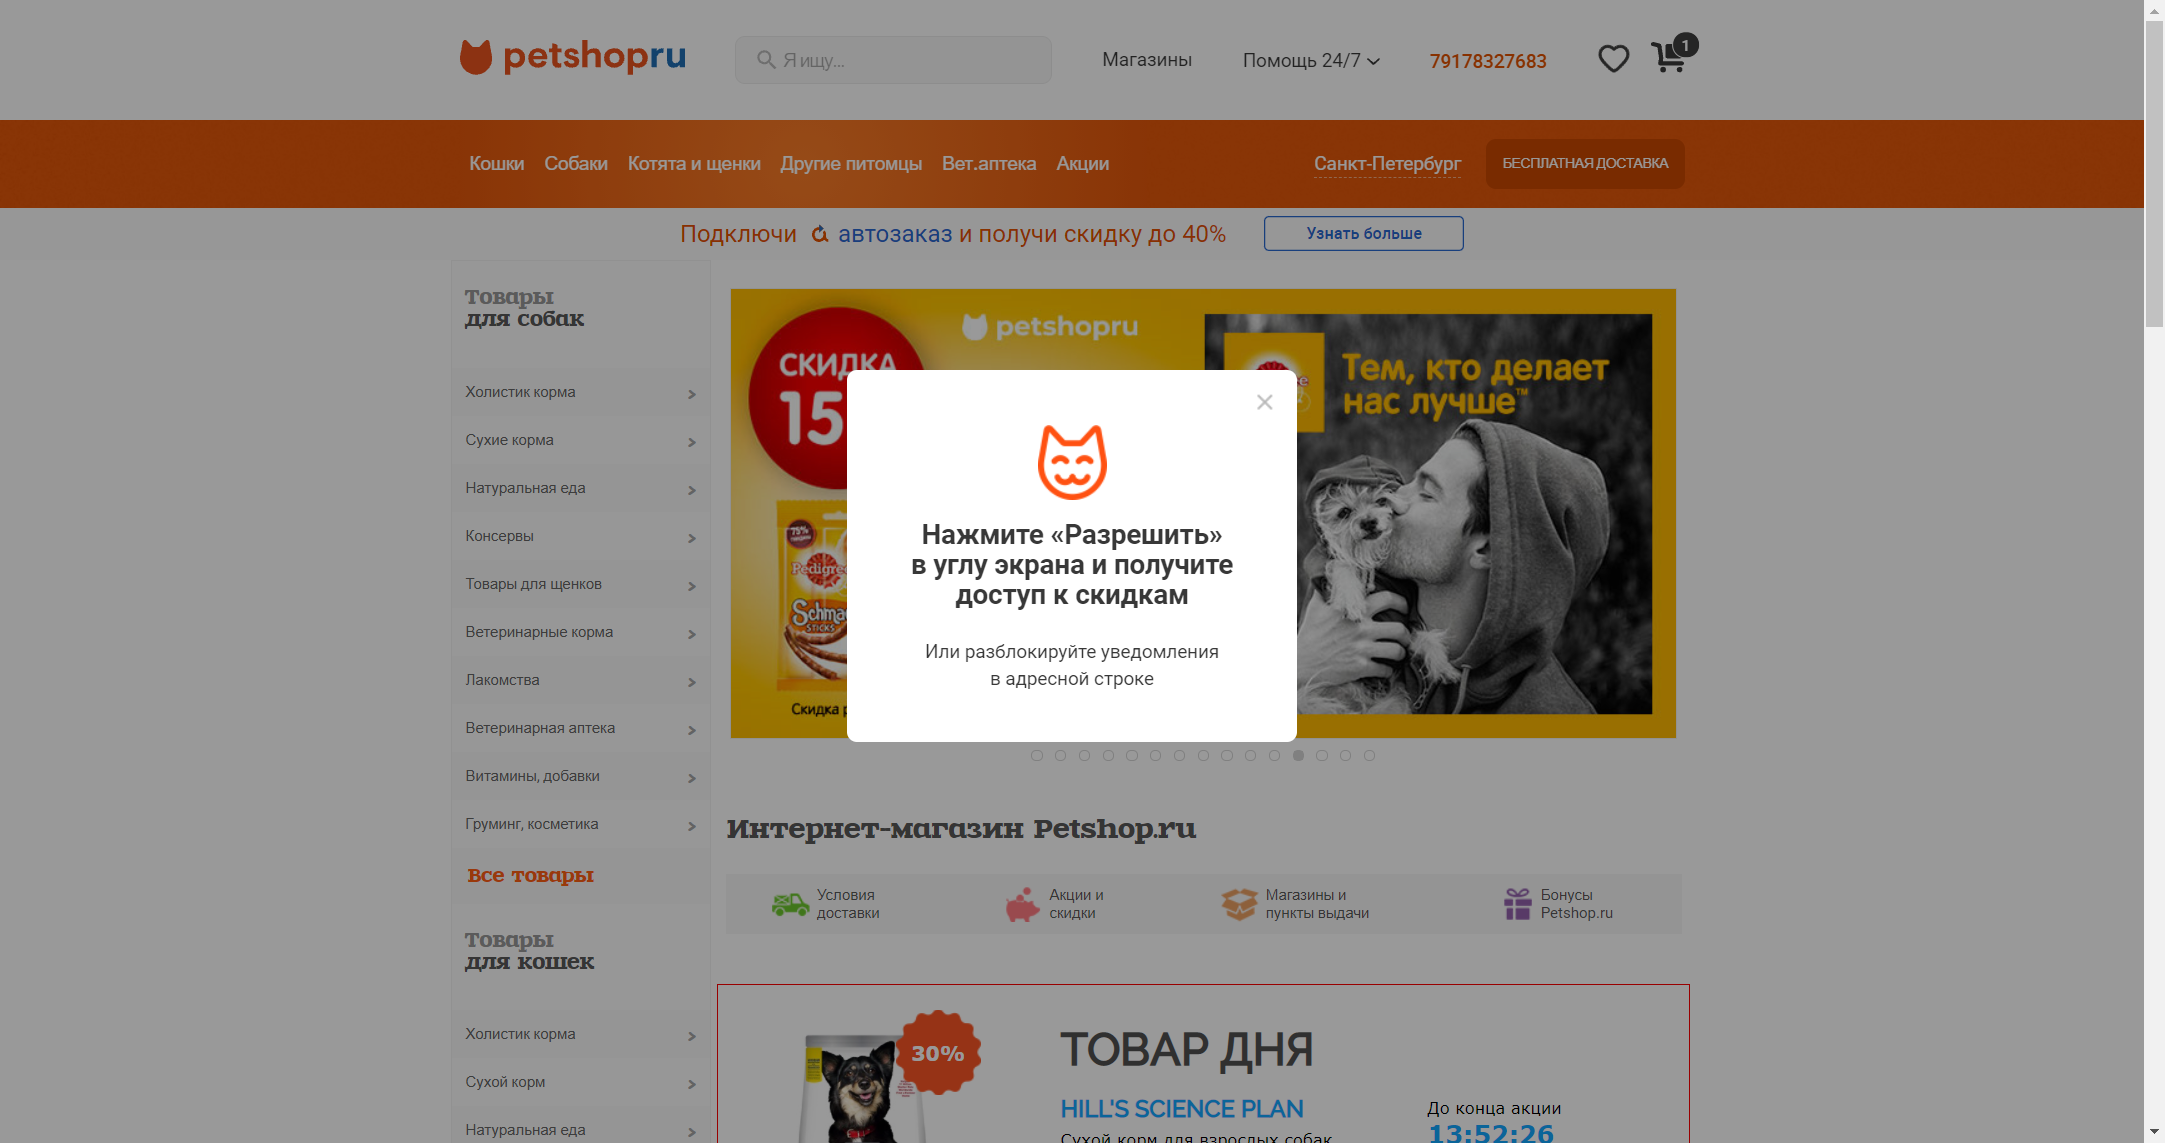 petshopru
Я ищу...
Магазины
Помощь 24/7
79178327683
1
Кошки
Собаки
Котята и щенки
Другие питомцы
Вет.аптека
Акции
Санкт-Петербург
БЕСПЛАТНАЯ ДОСТАВКА
Подключи автозаказ и получи скидку до 40%
Узнать больше
Товары
для собак
Холистик корма
Сухие корма
Натуральная еда
Консервы
Товары для щенков
Ветеринарные корма
Лакомства
Ветеринарная аптека
Витамины, добавки
Груминг, косметика
Все товары
Товары
для кошек
Холистик корма
Сухой корм
Натуральная еда
petshopru
СКИДКА
15
Тем, кто делает
нас лучше™
75%
Pedigree
Schma
STICKS
Скидка р
Нажмите «Разрешить»
в углу экрана и получите
доступ к скидкам
Или разблокируйте уведомления
в адресной строке
Интернет-магазин Petshop.ru
Условия
доставки
Акции и
скидки
Магазины и
пункты выдачи
Бонусы
Petshop.ru
30%
ТОВАР ДНЯ
HILL'S SCIENCE PLAN
Сухой корм для взрослых собак
До конца акции
13:52:26